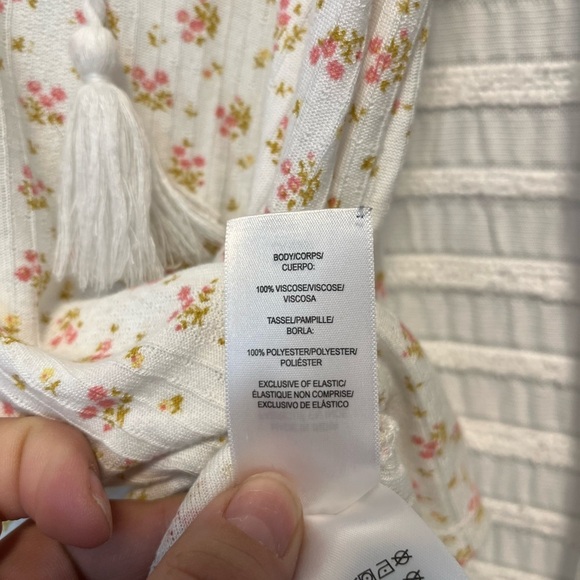 BODY/CORPS/
CUERPO:
100% VISCOSE/VISCOSE/
VISCOSA
TASSEL/PAMPILLE/
BORLA:
100% POLYESTER/POLYESTER/
POLIÉSTER
EXCLUSIVE OF ELASTIC/
ÉLASTIQUE NON COMPRISE/
EXCLUSIVO DE ELÁSTICO